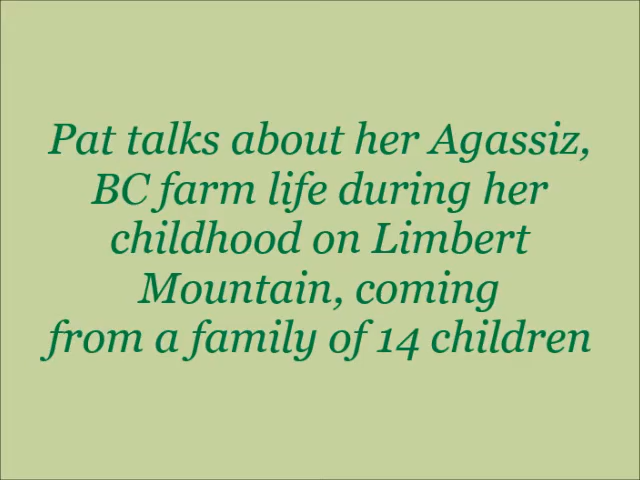 Pat talks about her Agassiz,
BC farm life during her
childhood on Limbert
Mountain, coming
from a family of 14 children